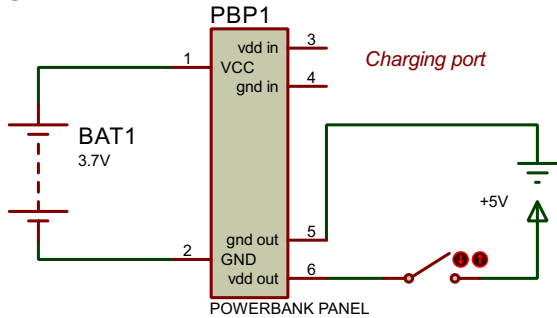 PBP1
vdd in
3
1
VCC
Charging port
gnd in
4
BAT1
3.7V
+5V
gnd out
5
2
GND
vdd out
6
POWERBANK PANEL